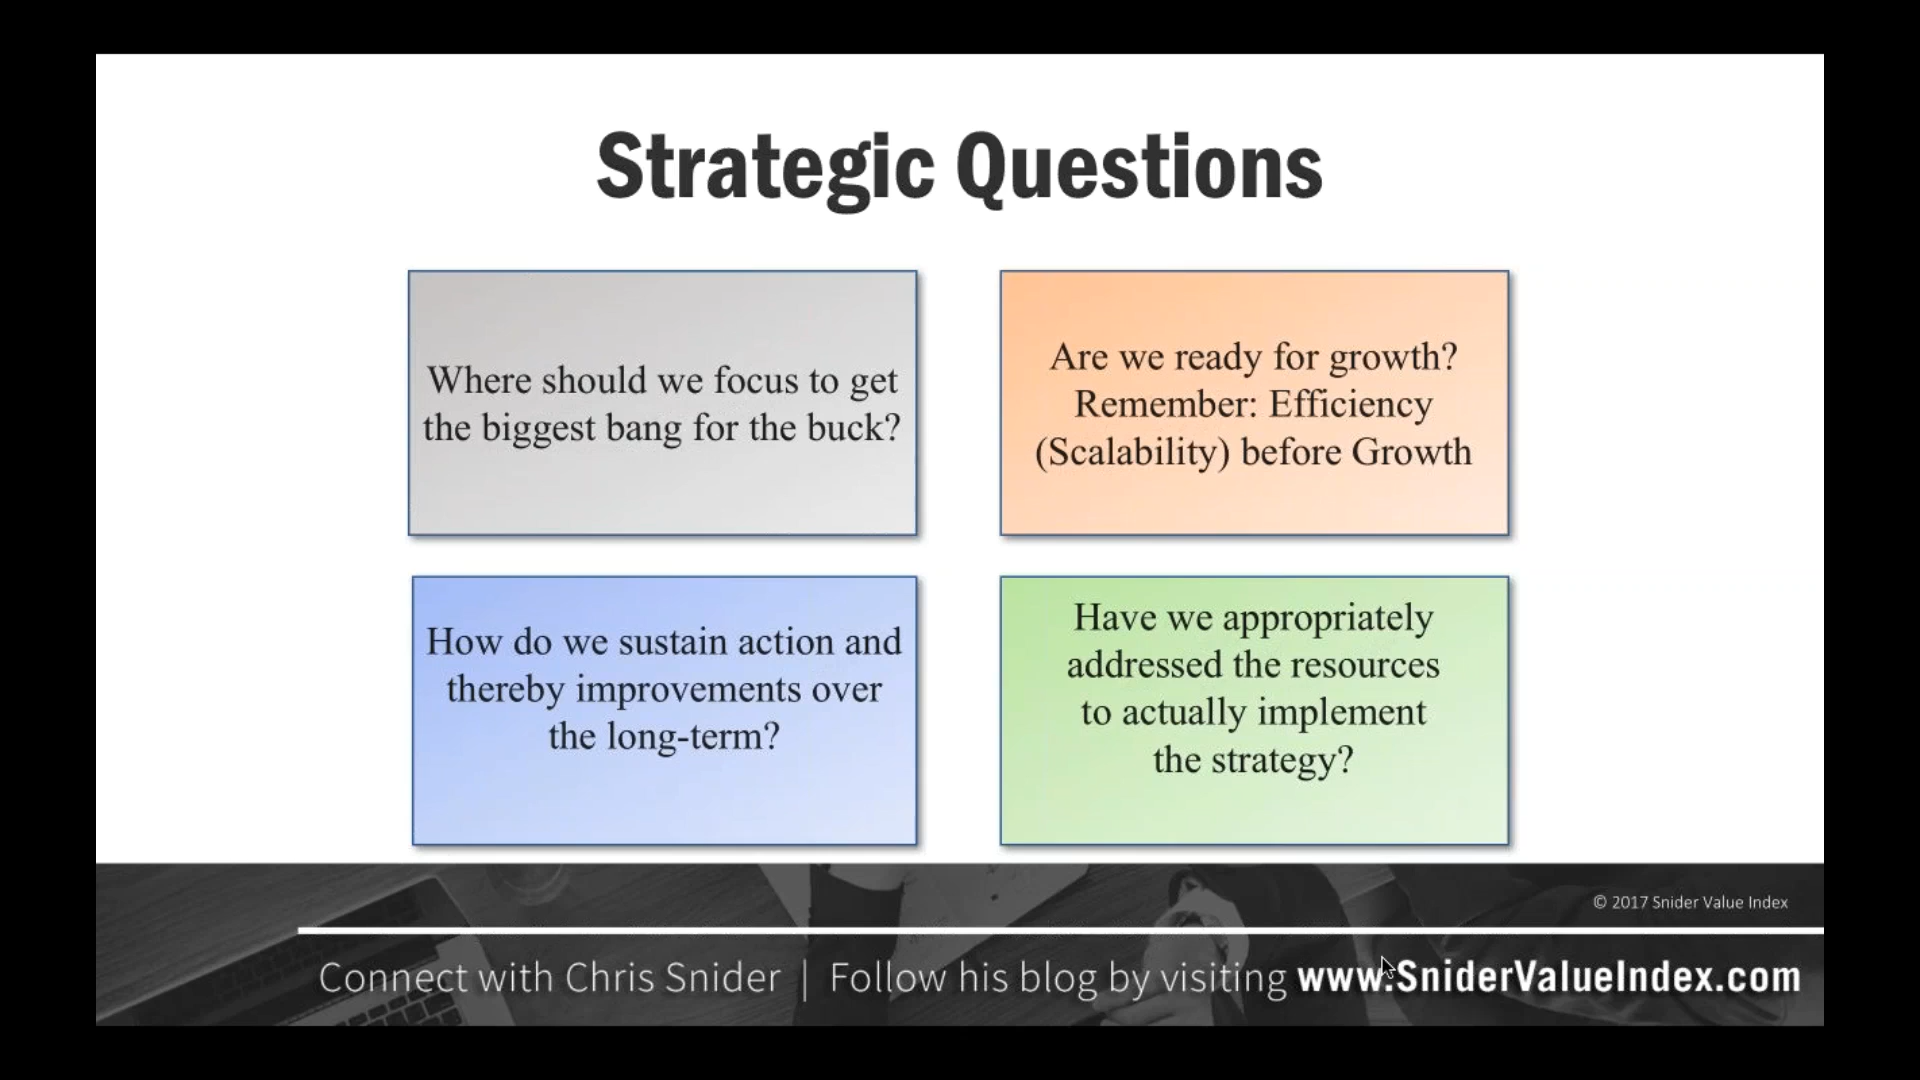 Strategic Questions
Where should we focus to get
the biggest bang for the buck?
Are we ready for growth?
Remember: Efficiency
(Scalability) before Growth
How do we sustain action and
thereby improvements over
the long-term?
Have we appropriately
addressed the resources
to actually implement
the strategy?
© 2017 Snider Value Index
Connect with Chris Snider | Follow his blog by visiting www.SniderValueIndex.com